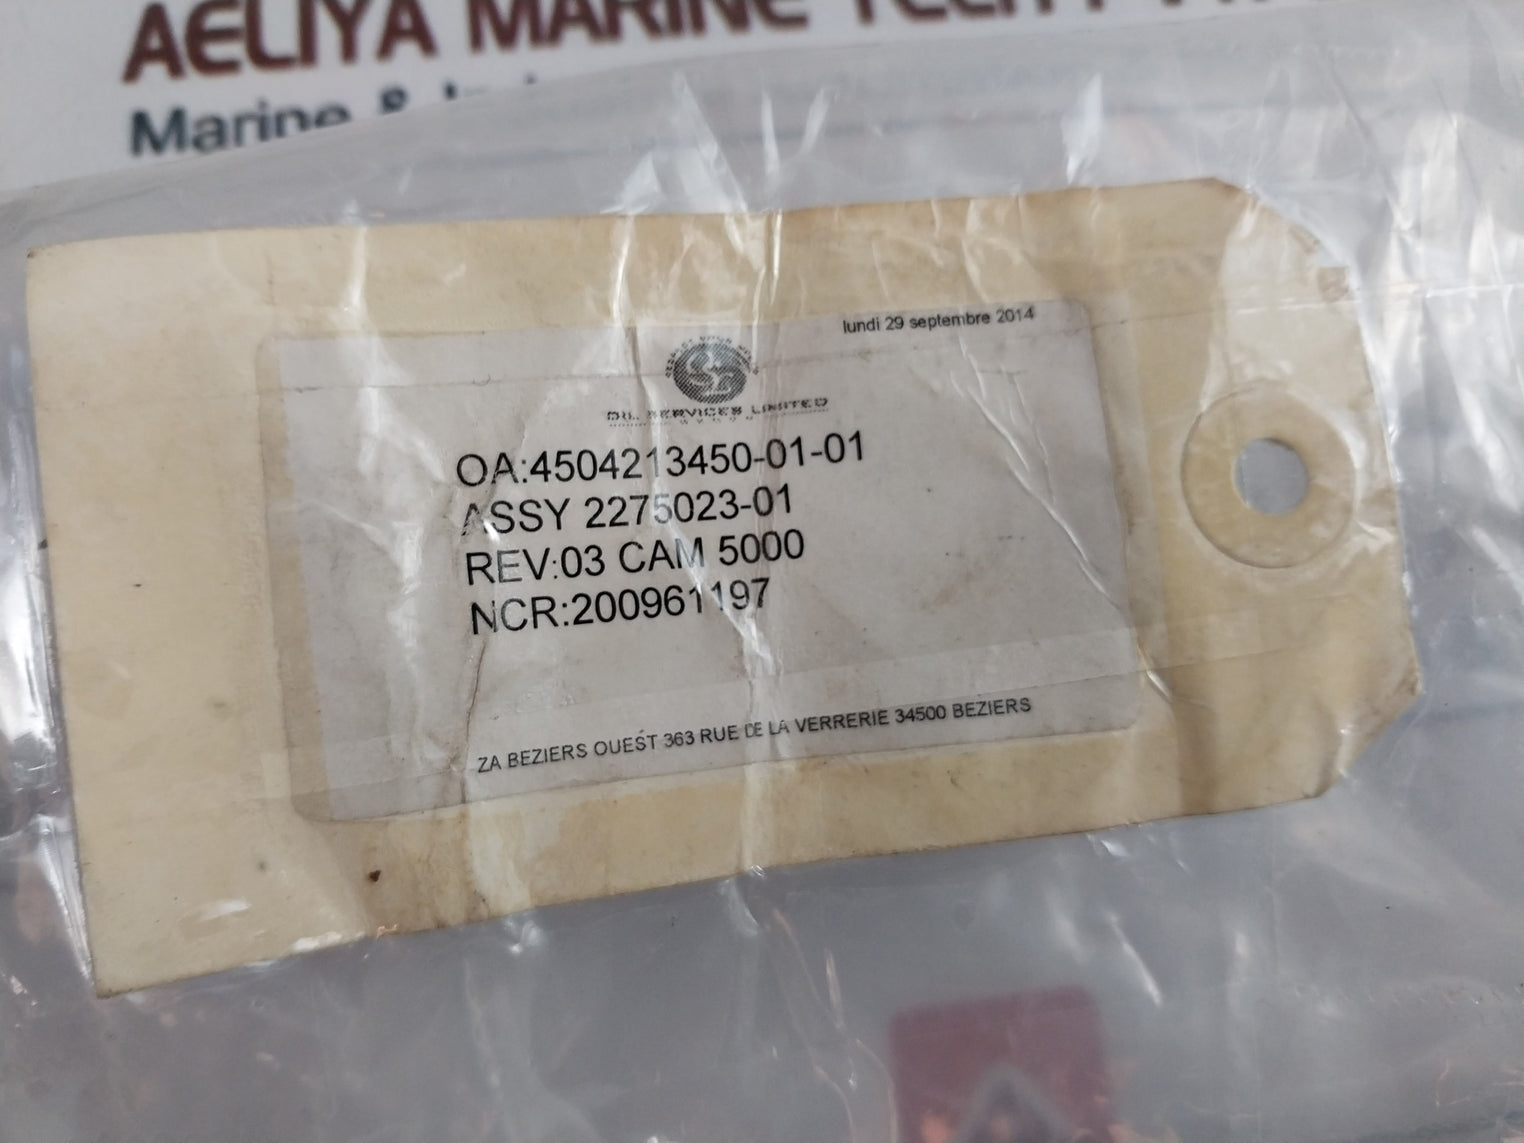 AELIYA MARINE TECH
Marine &
lundi 29 septembre 2014
OIL SERVICES LIMITED
OA:4504213450-01-01
ASSY 2275023-01
REV:03 CAM 5000
NCR:200961197
ZA BEZIERS OUEST 363 RUE DE LA VERRERIE 34500 BEZIERS